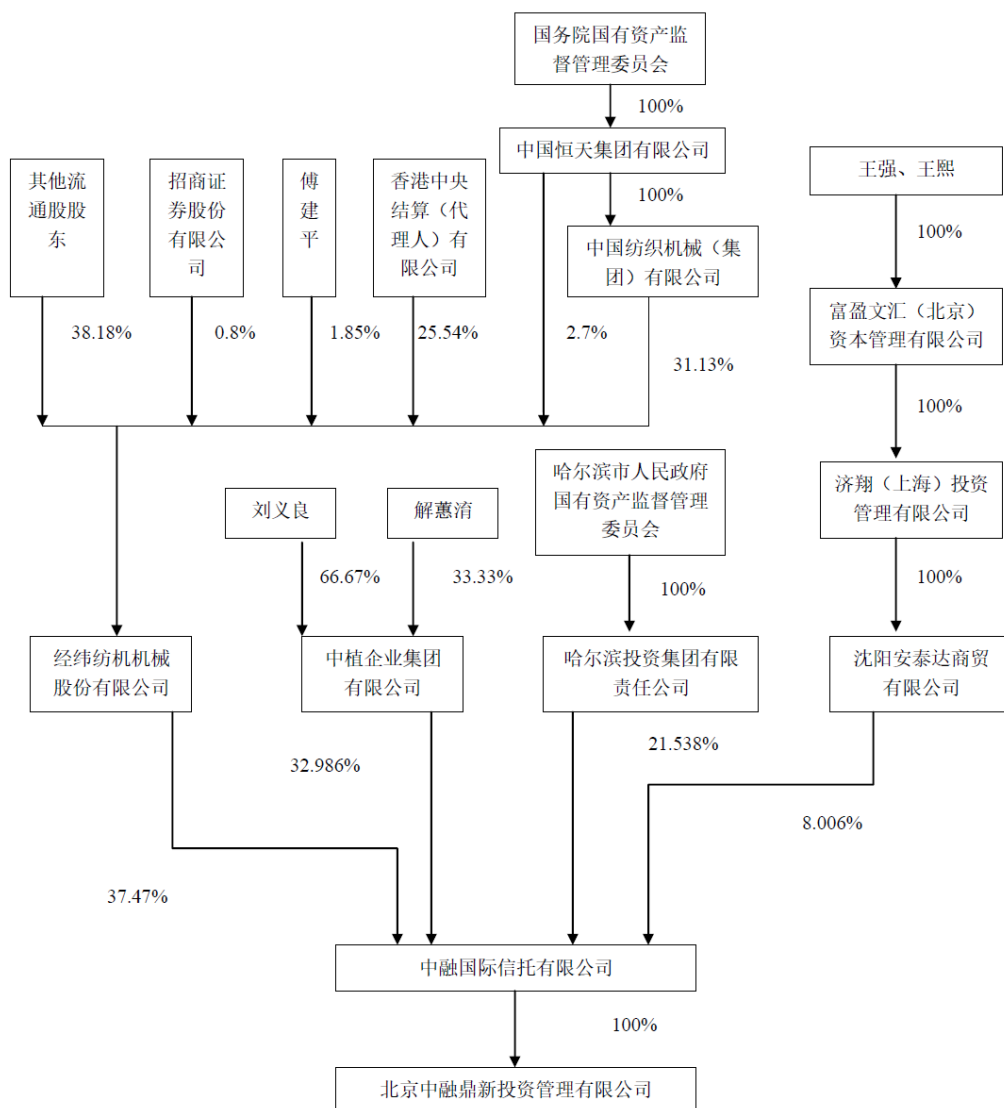 国务院国有资产监
督管理委员会
100%
中国恒天集团有限公司
其他流
通股股
东
招商证
券股份
有限公
司
傅
建
平
香港中央
结算（代
理人）有
限公司
100%
王强、王熙
中国纺织机械（集
团）有限公司
100%
38.18%
0.8%
1.85%
25.54%
2.7%
31.13%
富盈文汇（北京）
资本管理有限公司
100%
刘义良
解蕙淯
哈尔滨市人民政府
国有资产监督管理
委员会
济翔（上海）投资
管理有限公司
66.67%
33.33%
100%
100%
经纬纺机机械
股份有限公司
中植企业集团
有限公司
哈尔滨投资集团有限
责任公司
沈阳安泰达商贸
有限公司
32.986%
21.538%
8.006%
37.47%
中融国际信托有限公司
100%
北京中融鼎新投资管理有限公司